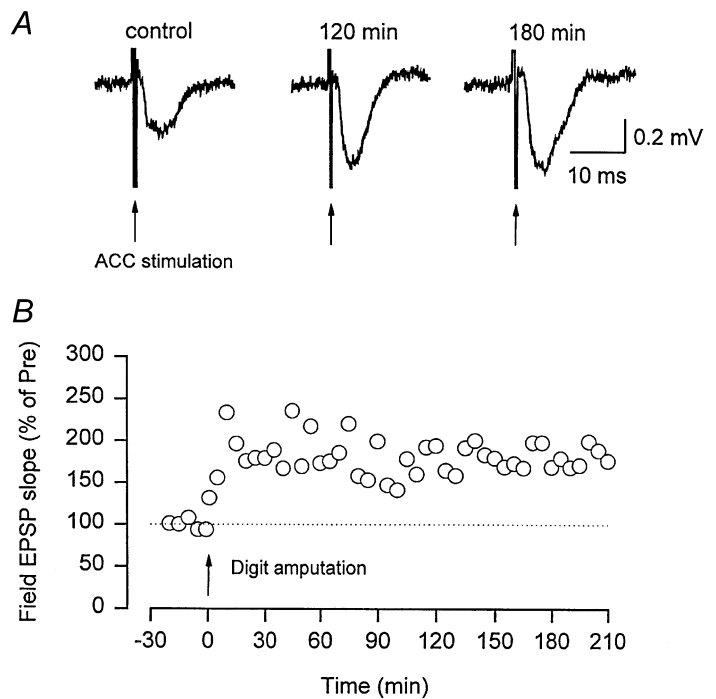 A
control
120 min
180 min
0.2 mV
10 ms
ACC stimulation
B
Field EPSP slope (% of Pre)
300
250
200
150
100
50
0
Digit amputation
-30 0 30 60 90 120 150 180 210
Time (min)